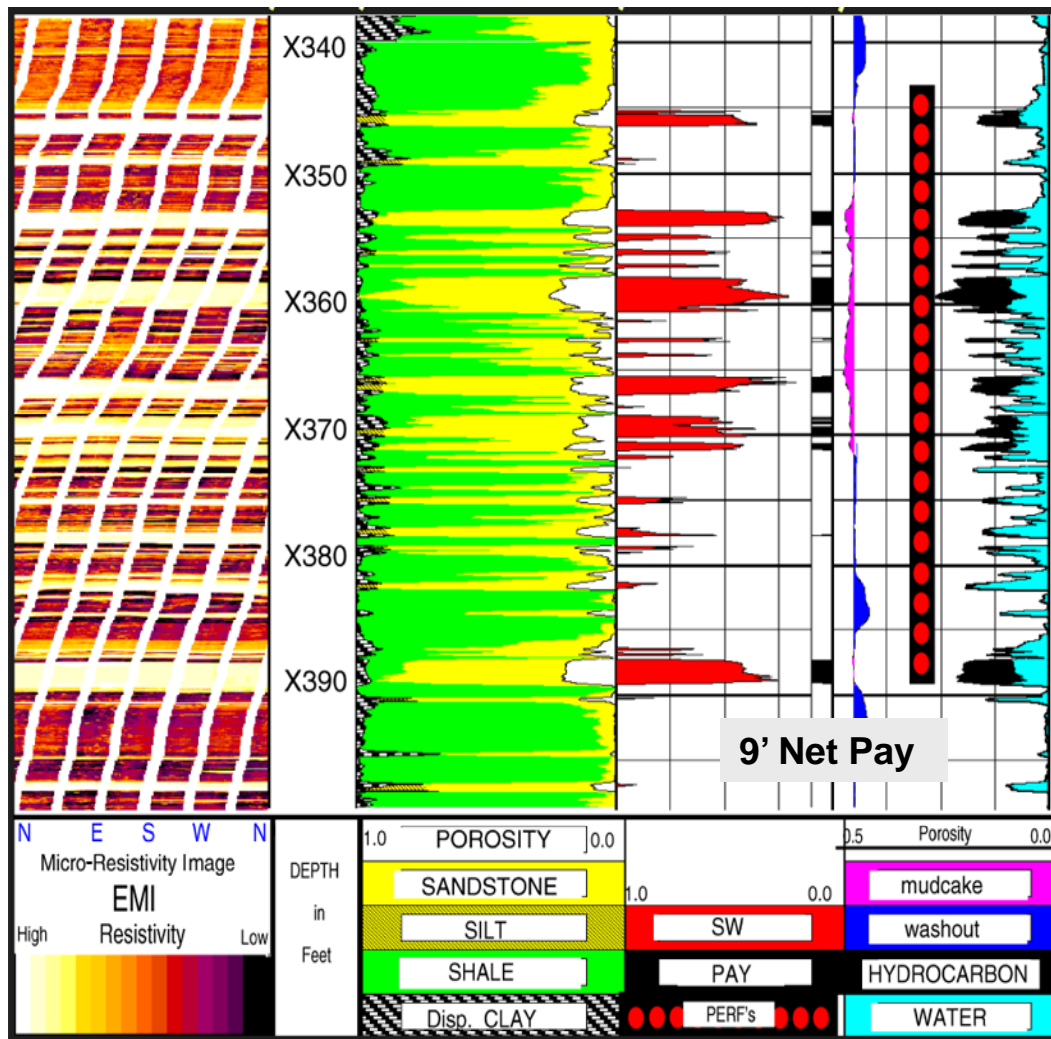 X340
X350
X360
X370
X380
X390
9’ Net Pay
N E S W N
Micro-Resistivity Image
EMI
High Resistivity Low
DEPTH
in
Feet
1.0 POROSITY 0.0
SANDSTONE
SILT
SHALE
Disp. CLAY
1.0 0.0
SW
PAY
PERF's
0.5 Porosity 0.0
mudcake
washout
HYDROCARBON
WATER